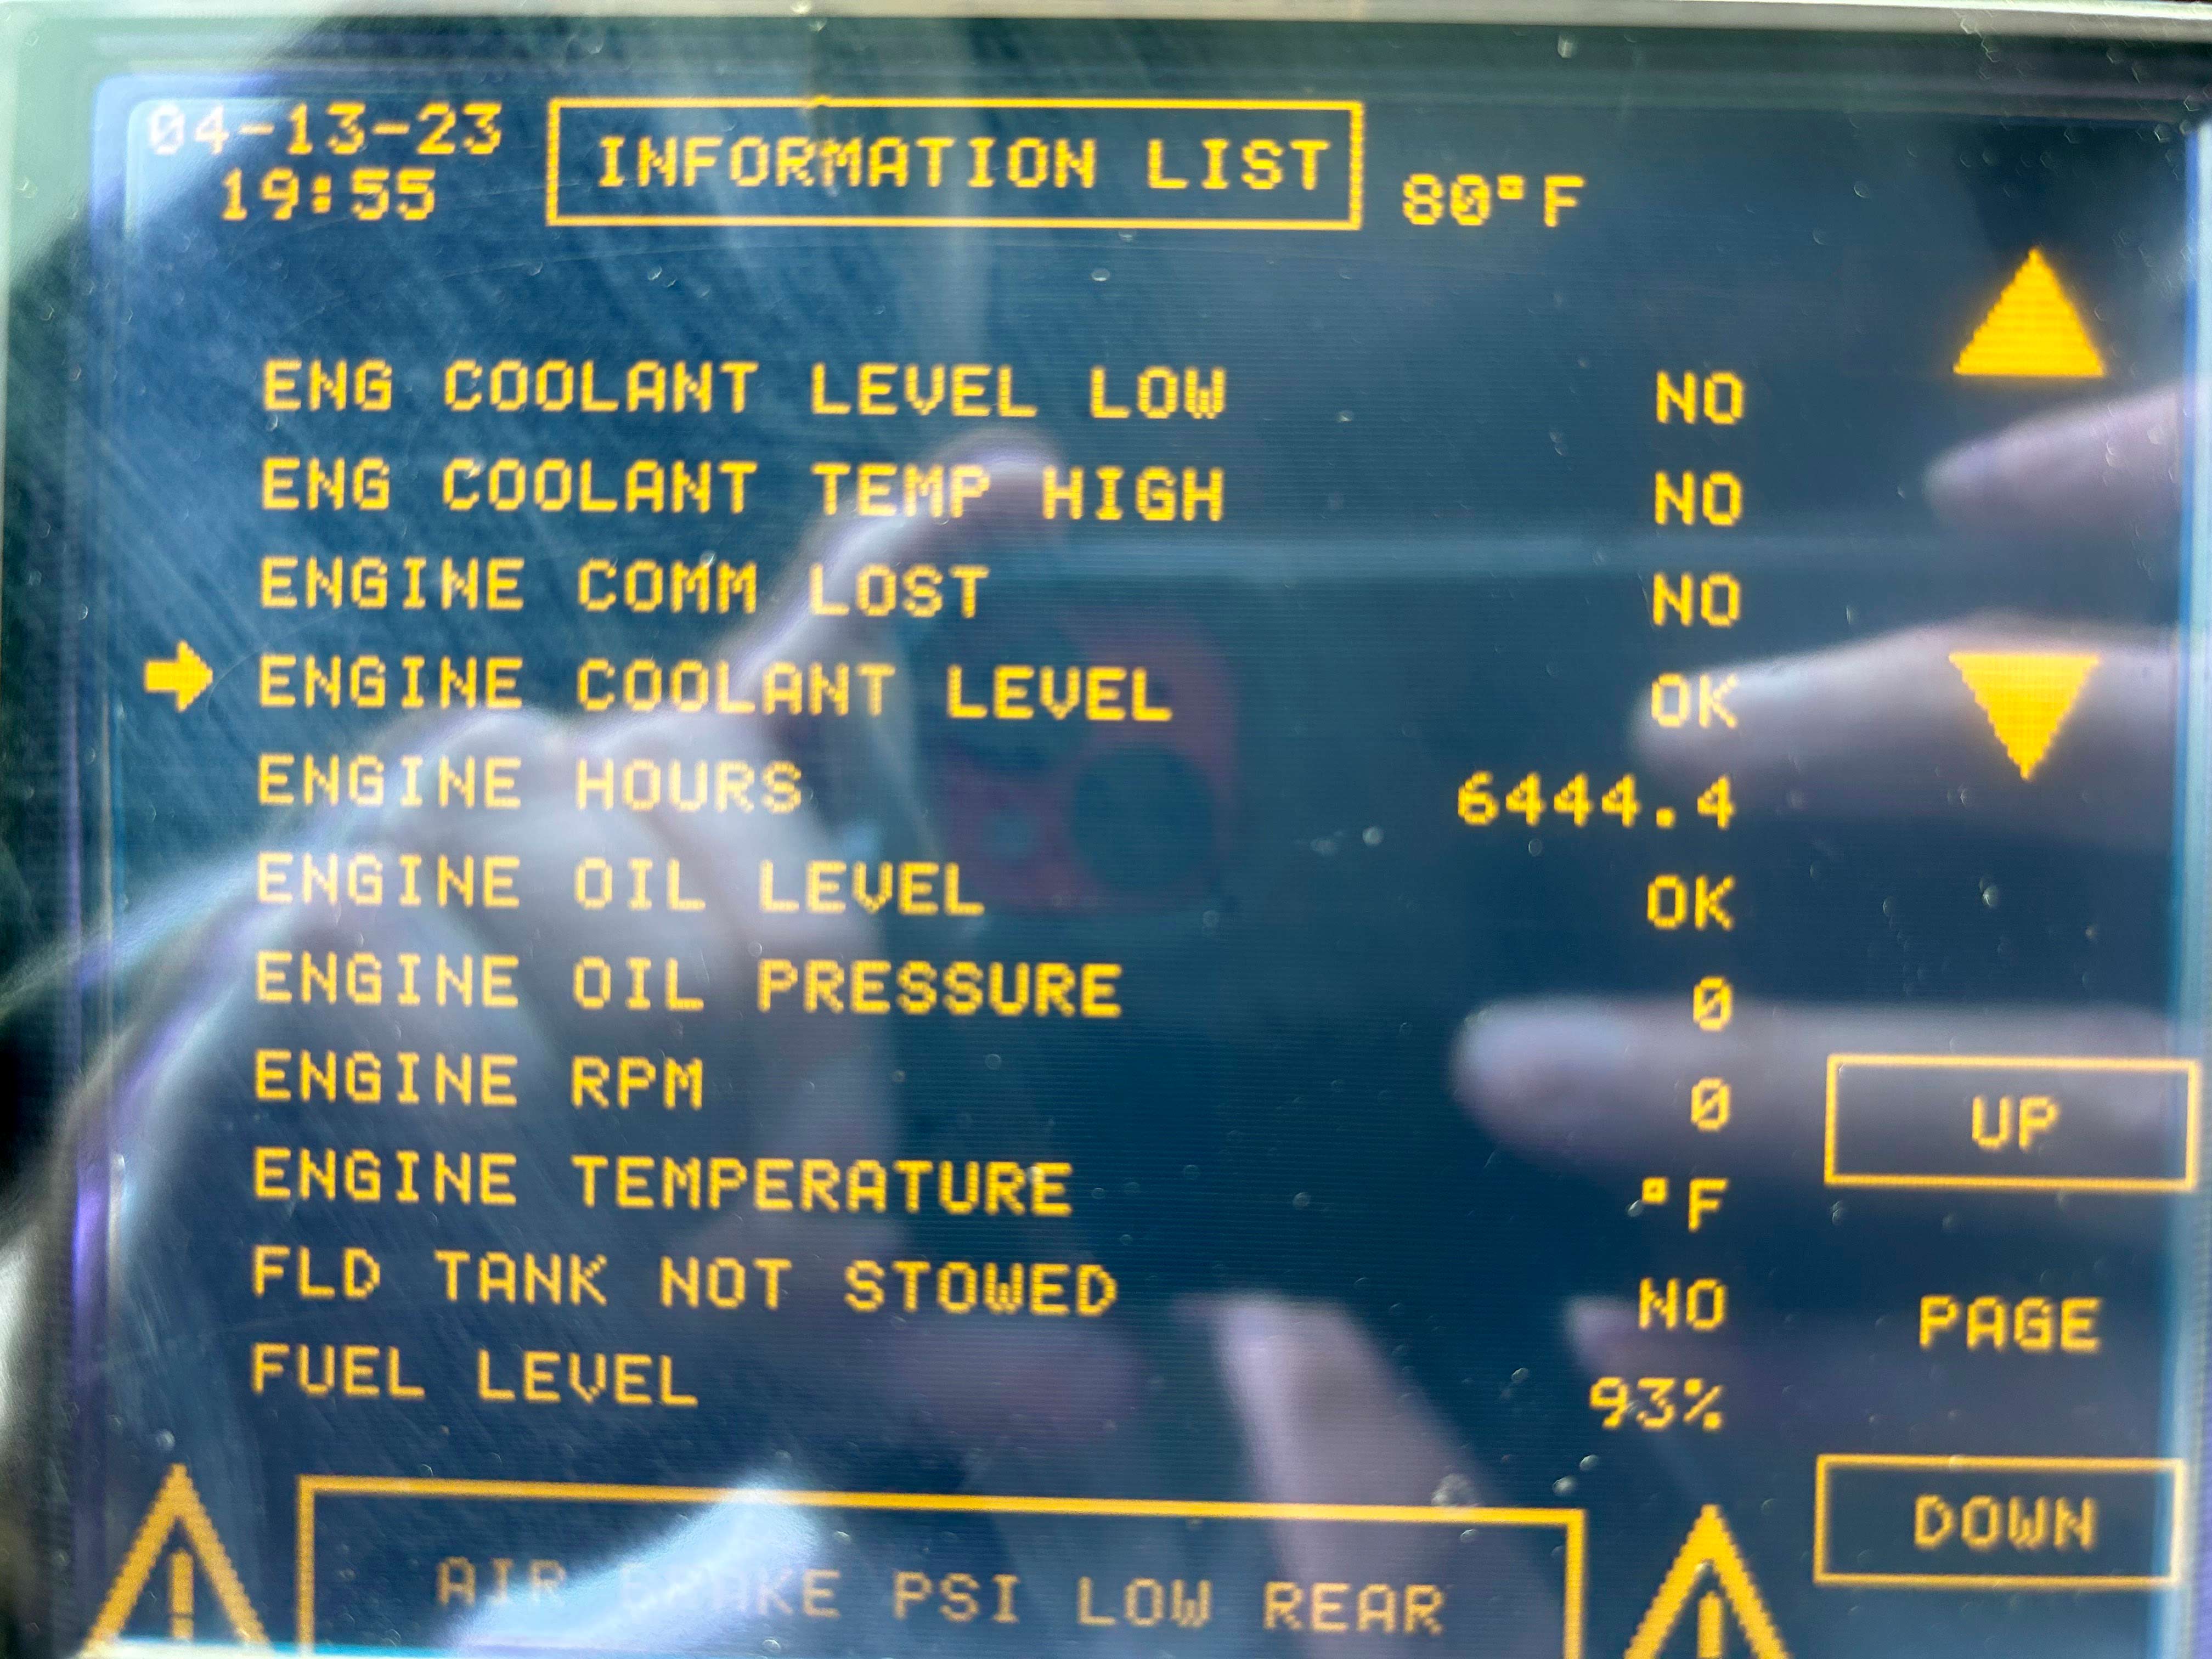 04-13-23
19:55
INFORMATION LIST
80°F
ENG COOLANT LEVEL LOW NO
ENG COOLANT TEMP HIGH NO
ENGINE COMM LOST NO
ENGINE COOLANT LEVEL OK
ENGINE HOURS 6444.4
ENGINE OIL LEVEL OK
ENGINE OIL PRESSURE 0
ENGINE RPM 0
ENGINE TEMPERATURE °F
FLD TANK NOT STOWED NO
FUEL LEVEL 93%
UP
PAGE
DOWN
AIR BRAKE PSI LOW REAR